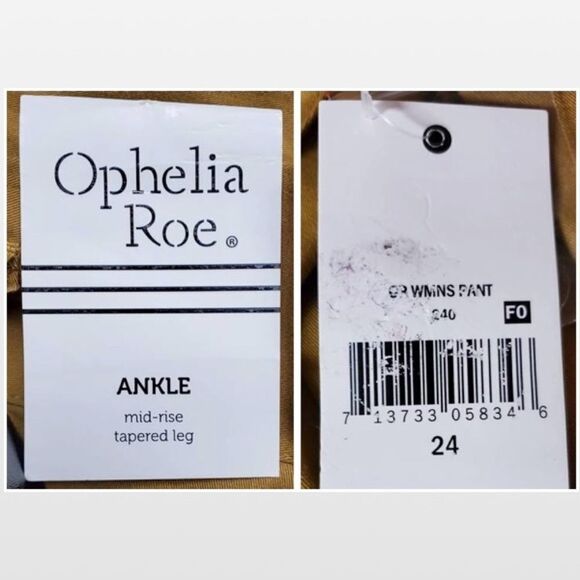 Ophelia
Roe®
ANKLE
mid-rise
tapered leg
WMNS PANT
F0
7 13733 05834 6
24